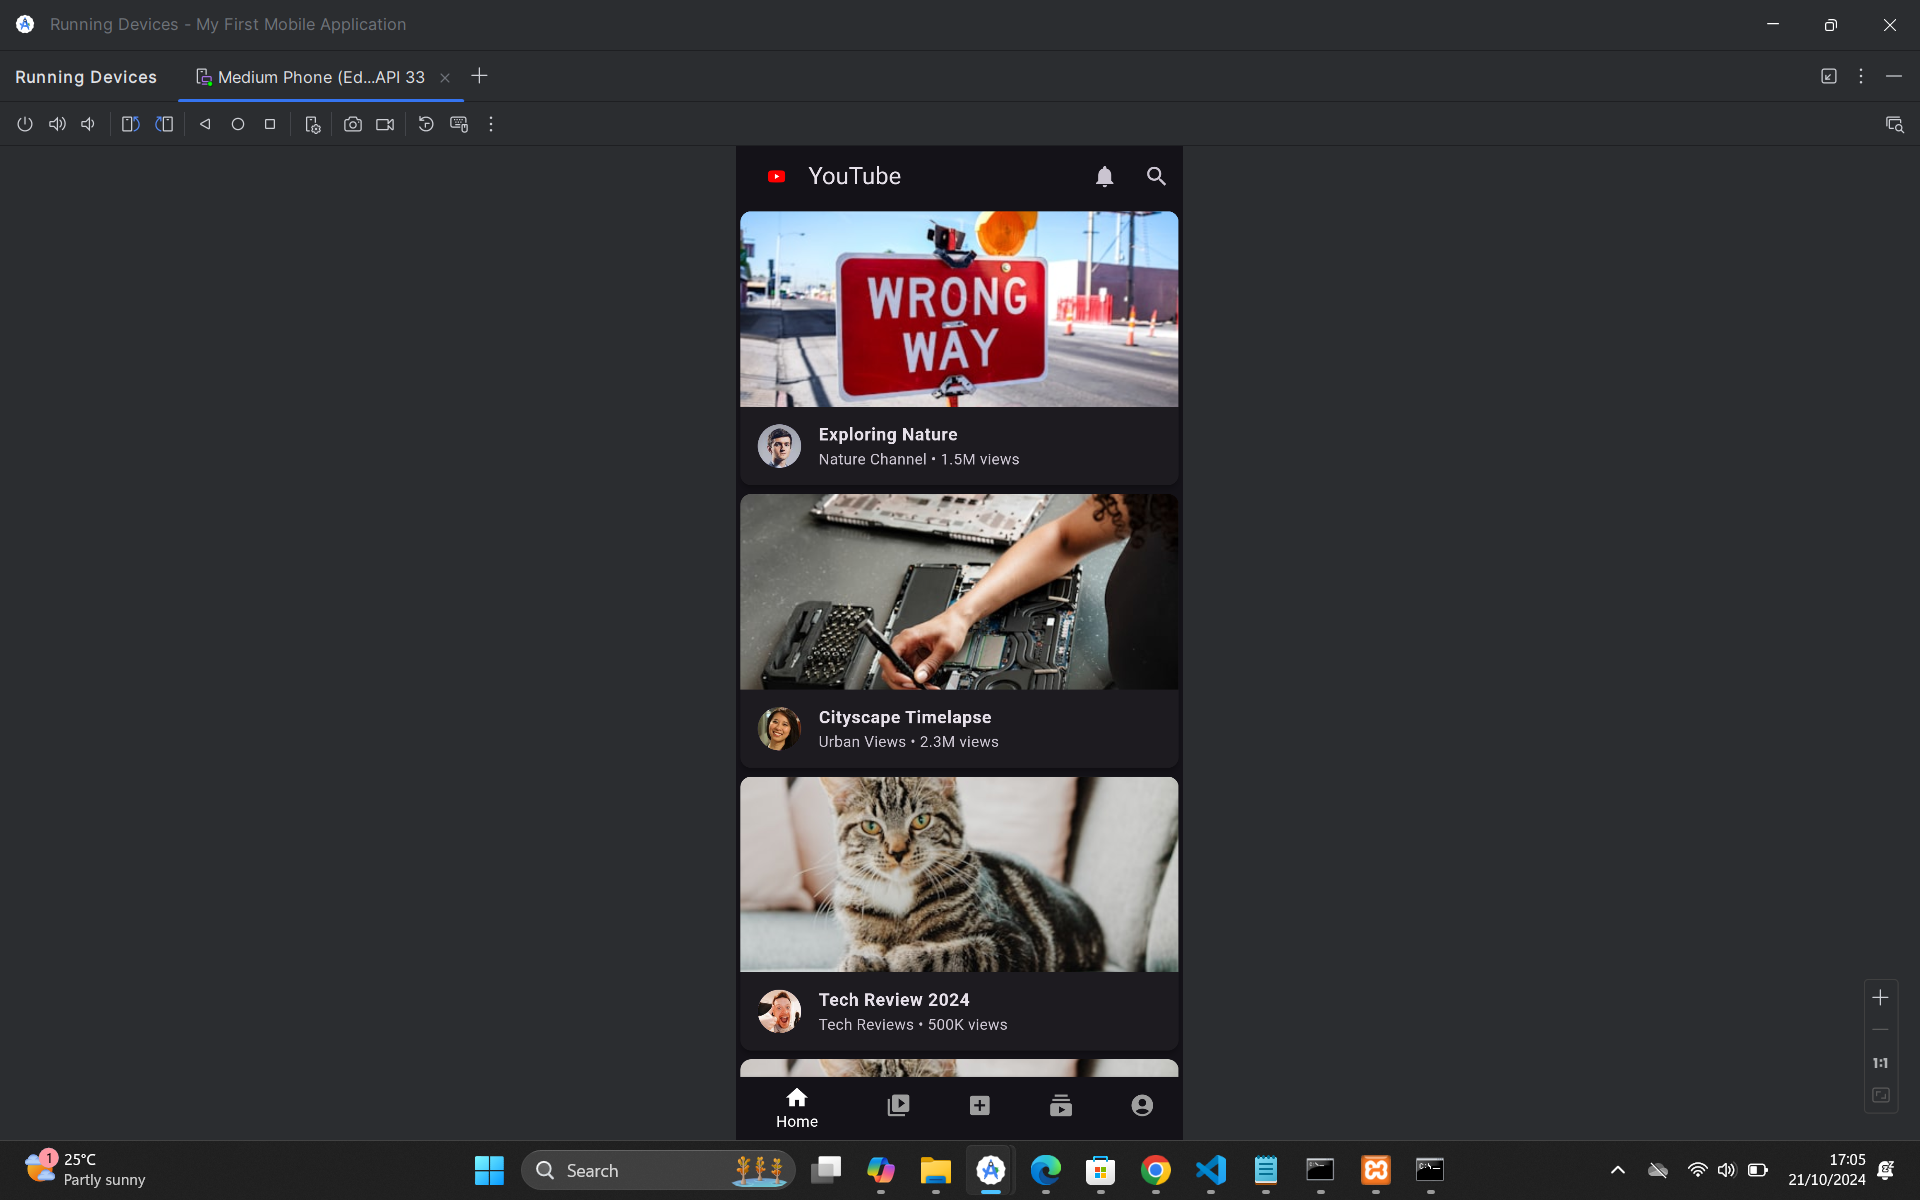 Running Devices - My First Mobile Application
Running Devices
Medium Phone (Ed...API 33
YouTube
WRONG
WAY
Exploring Nature
Nature Channel • 1.5M views
Cityscape Timelapse
Urban Views • 2.3M views
Tech Review 2024
Tech Reviews • 500K views
Home
1:1
1
25°C
Partly sunny
Search
17:05
21/10/2024